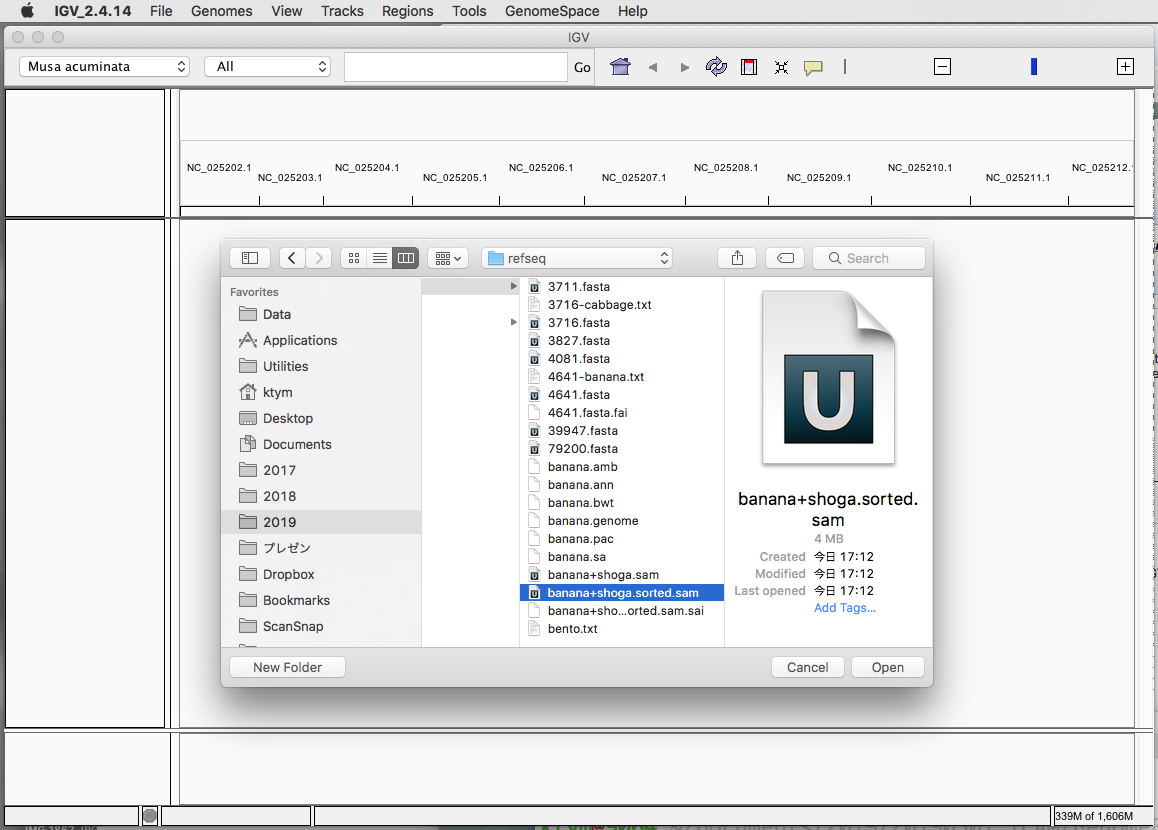 IGV_2.4.14 File Genomes View Tracks Regions Tools GenomeSpace Help
IGV
Musa acuminata All Go
NC_025202.1 NC_025203.1 NC_025204.1 NC_025205.1 NC_025206.1 NC_025207.1 NC_025208.1 NC_025209.1 NC_025210.1 NC_025211.1 NC_025212.
refseq Search
Favorites
Data
Applications
Utilities
ktym
Desktop
Documents
2017
2018
2019
プレゼン
Dropbox
Bookmarks
ScanSnap
3711.fasta
3716-cabbage.txt
3716.fasta
3827.fasta
4081.fasta
4641-banana.txt
4641.fasta
4641.fasta.fai
39947.fasta
79200.fasta
banana.amb
banana.ann
banana.bwt
banana.genome
banana.pac
banana.sa
banana+shoga.sam
banana+shoga.sorted.sam
banana+sho...orted.sam.sai
bento.txt
U
banana+shoga.sorted.
sam
4 MB
Created 今日 17:12
Modified 今日 17:12
Last opened 今日 17:12
Add Tags...
New Folder Cancel Open
339M of 1,606M